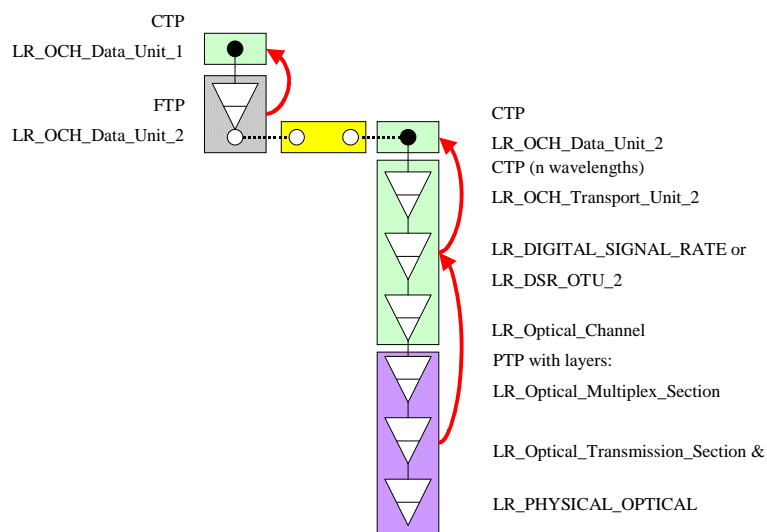 CTP
LR_OCH_Data_Unit_1
FTP
LR_OCH_Data_Unit_2
CTP
LR_OCH_Data_Unit_2
CTP (n wavelengths)
LR_OCH_Transport_Unit_2
LR_DIGITAL_SIGNAL_RATE or
LR_DSR_OTU_2
LR_Optical_Channel
PTP with layers:
LR_Optical_Multiplex_Section
LR_Optical_Transmission_Section &
LR_PHYSICAL_OPTICAL